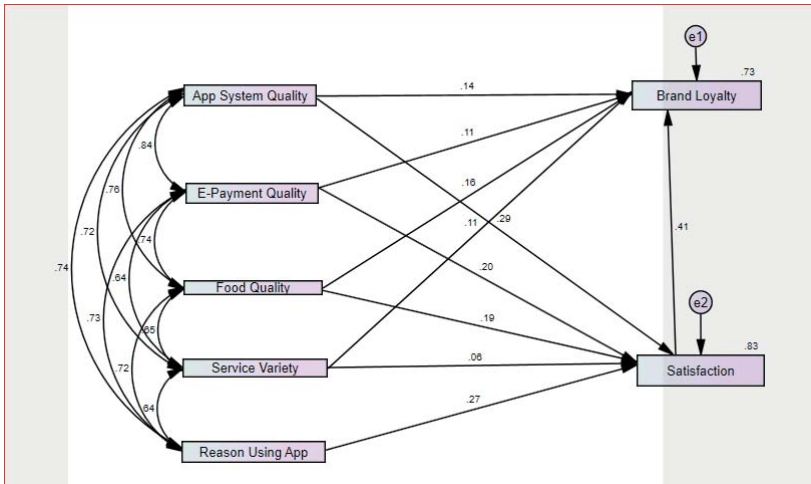 e1
.73
App System Quality
.14
Brand Loyalty
.11
.84
.16
.76
E-Payment Quality
.11
.29
.72
.74
.41
.74
.64
.20
Food Quality
e2
.73
.19
.65
.83
.72
Service Variety
.06
Satisfaction
.64
.27
Reason Using App